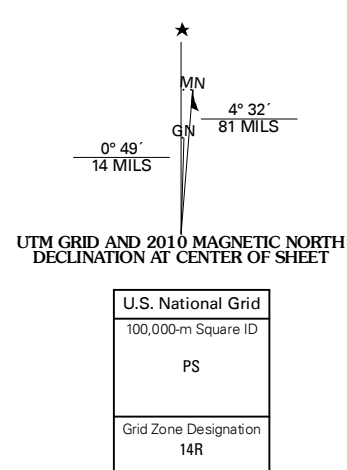 ★
MN
4° 32´
81 MILS
GN
0° 49´
14 MILS
UTM GRID AND 2010 MAGNETIC NORTH
DECLINATION AT CENTER OF SHEET
U.S. National Grid
100,000-m Square ID
PS
Grid Zone Designation
14R